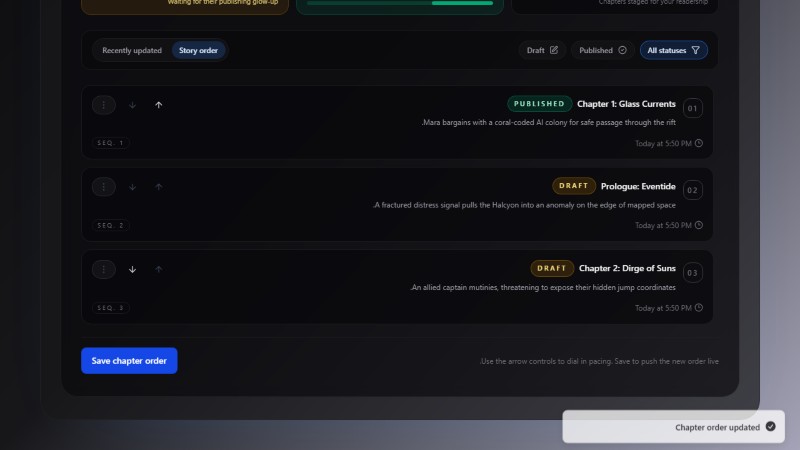 Waiting for their publishing glow-up
Chapters staged for your readership
Recently updated
Story order
Draft
Published
All statuses
PUBLISHED
Chapter 1: Glass Currents
01
.Mara bargains with a coral-coded AI colony for safe passage through the rift
SEQ. 1
Today at 5:50 PM
DRAFT
Prologue: Eventide
02
.A fractured distress signal pulls the Halcyon into an anomaly on the edge of mapped space
SEQ. 2
Today at 5:50 PM
DRAFT
Chapter 2: Dirge of Suns
03
.An allied captain mutinies, threatening to expose their hidden jump coordinates
SEQ. 3
Today at 5:50 PM
Save chapter order
.Use the arrow controls to dial in pacing. Save to push the new order live
Chapter order updated